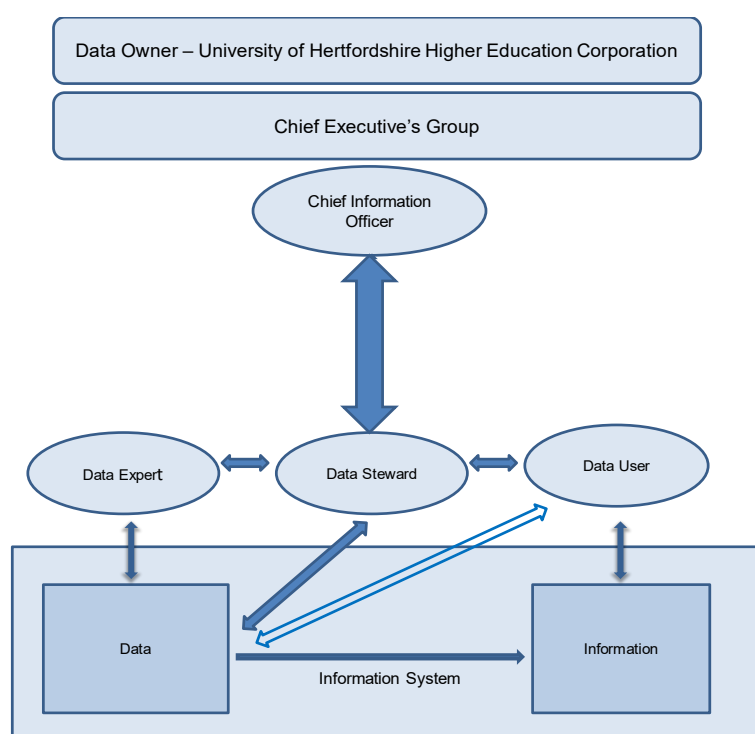 Data Owner – University of Hertfordshire Higher Education Corporation
Chief Executive’s Group
Chief Information
Officer
Data Expert
Data Steward
Data User
Data
Information
Information System